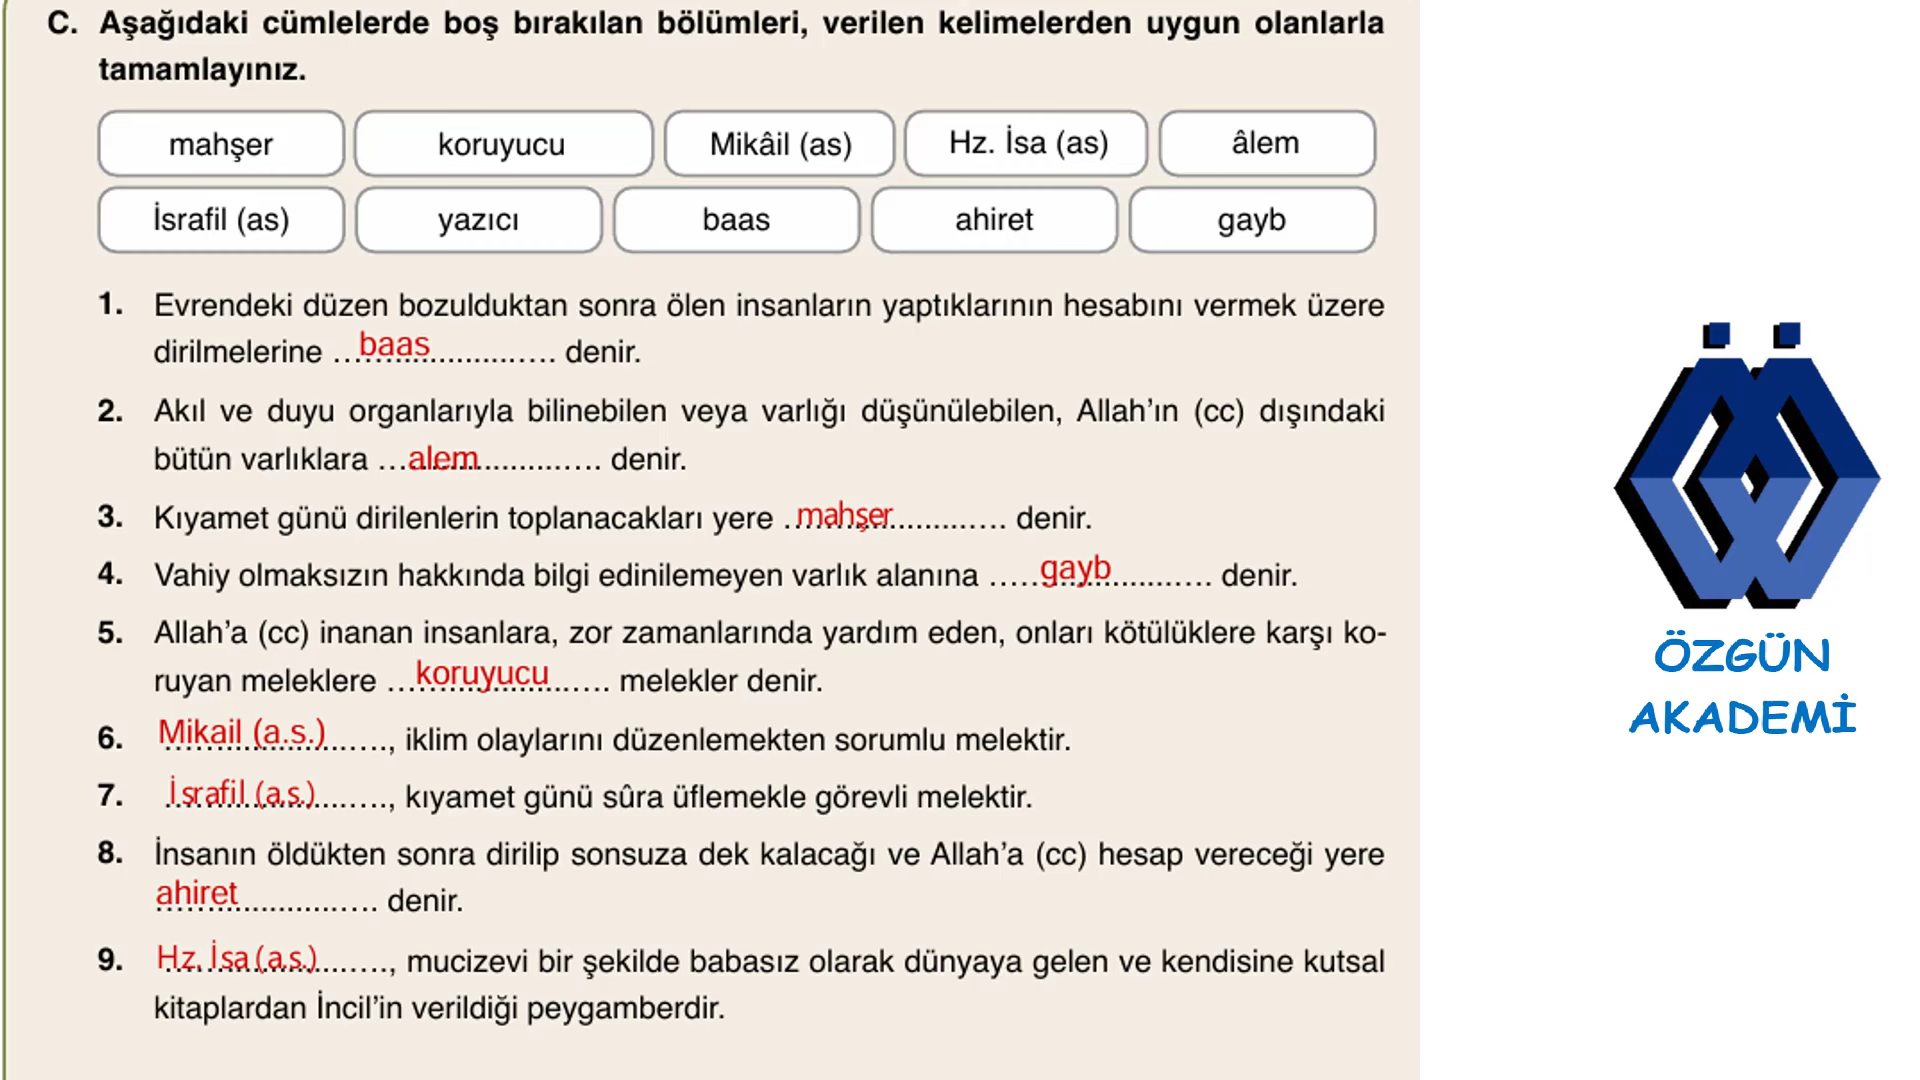 C. Aşağıdaki cümlelerde boş bırakılan bölümleri, verilen kelimelerden uygun olanlarla
tamamlayınız.
mahşer koruyucu Mikâil (as) Hz. İsa (as) âlem
İsrafil (as) yazıcı baas ahiret gayb
1. Evrendeki düzen bozulduktan sonra ölen insanların yaptıklarının hesabını vermek üzere
dirilmelerine ...baas.................... denir.
2. Akıl ve duyu organlarıyla bilinebilen veya varlığı düşünülebilen, Allah’ın (cc) dışındaki
bütün varlıklara ...alem.................... denir.
3. Kıyamet günü dirilenlerin toplanacakları yere ..mahşer.................... denir.
4. Vahiy olmaksızın hakkında bilgi edinilemeyen varlık alanına .....gayb.................... denir.
5. Allah’a (cc) inanan insanlara, zor zamanlarında yardım eden, onları kötülüklere karşı ko-
ruyan meleklere ...koruyucu.......... melekler denir.
6. Mikail (a.s.)......, iklim olaylarını düzenlemekten sorumlu melektir.
7. İsrafil (a.s.)......, kıyamet günü sûra üflemekle görevli melektir.
8. İnsanın öldükten sonra dirilip sonsuza dek kalacağı ve Allah’a (cc) hesap vereceği yere
ahiret.................. denir.
9. Hz. İsa (a.s.)......, mucizevi bir şekilde babasız olarak dünyaya gelen ve kendisine kutsal
kitaplardan İncil’in verildiği peygamberdir.
ÖZGÜN
AKADEMİ